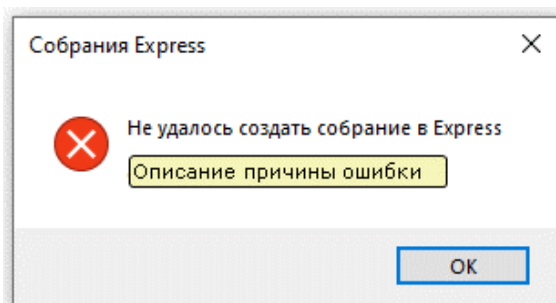 Собрания Express
Не удалось создать собрание в Express
Описание причины ошибки
OK